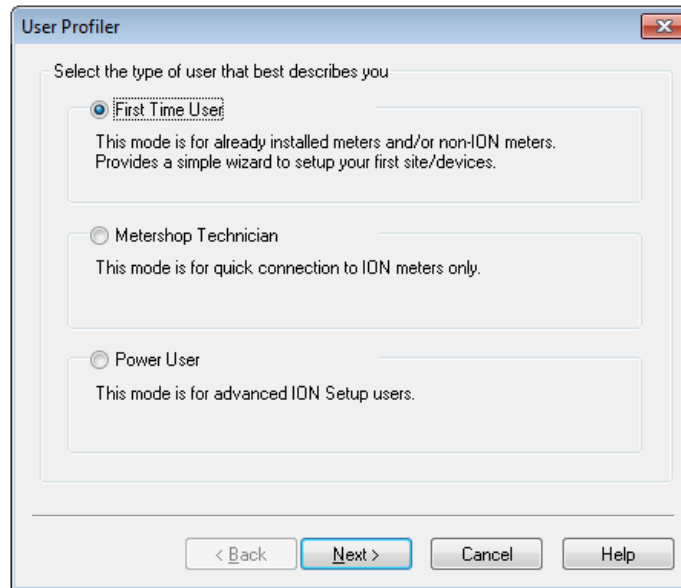 User Profiler
Select the type of user that best describes you
First Time User
This mode is for already installed meters and/or non-ION meters.
Provides a simple wizard to setup your first site/devices.
Metershop Technician
This mode is for quick connection to ION meters only.
Power User
This mode is for advanced ION Setup users.
< Back
Next >
Cancel
Help